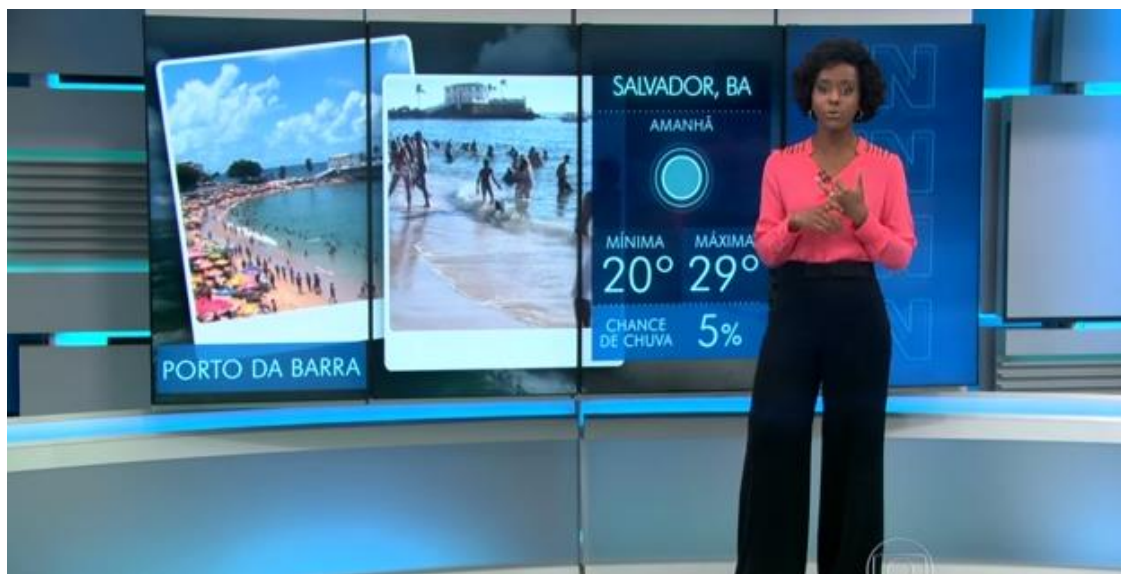 PORTO DA BARRA
SALVADOR, BA
AMANHÃ
MÍNIMA MÁXIMA
20° 29°
CHANCE
DE CHUVA 5%
N
N
N
N